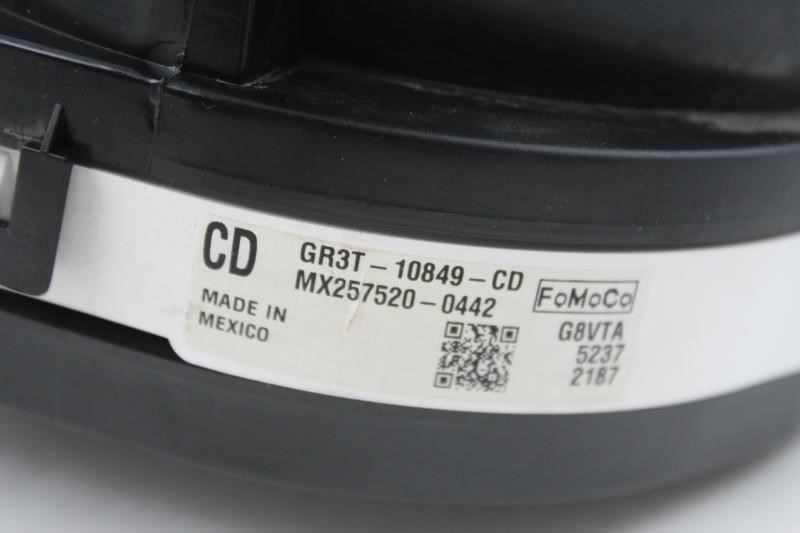 CD
GR3T-10849-CD
MX257520-0442
MADE IN
MEXICO
FoMoCo
G8VTA
5237
2187